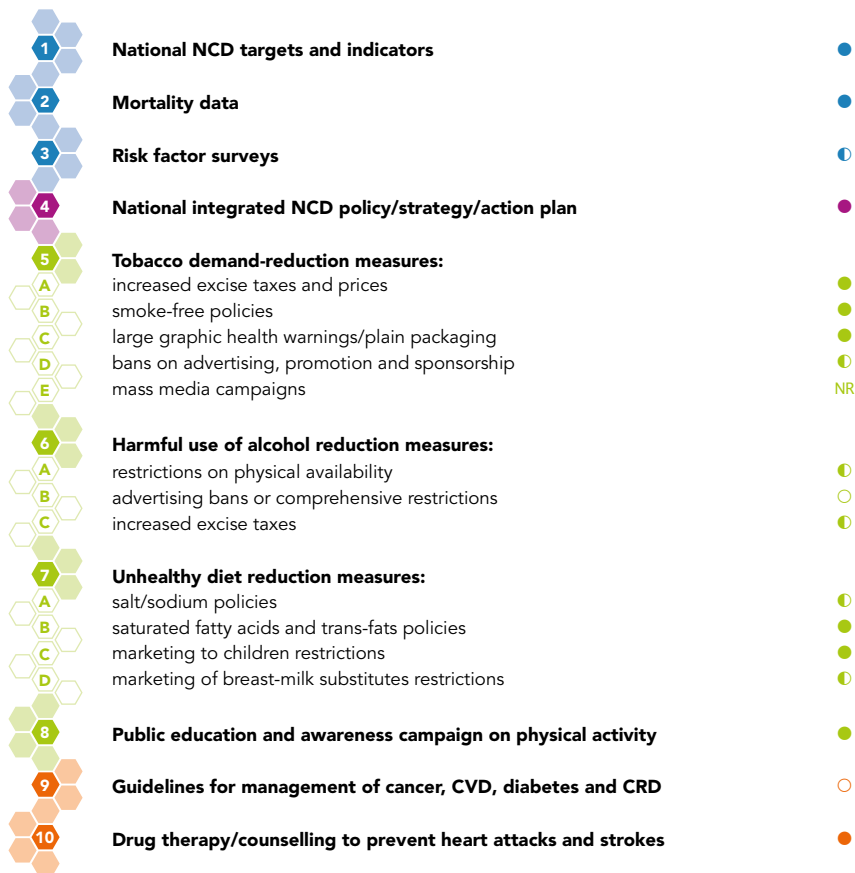 1 National NCD targets and indicators
2 Mortality data
3 Risk factor surveys
4 National integrated NCD policy/strategy/action plan
5 Tobacco demand-reduction measures:
A increased excise taxes and prices
B smoke-free policies
C large graphic health warnings/plain packaging
D bans on advertising, promotion and sponsorship
E mass media campaigns NR
6 Harmful use of alcohol reduction measures:
A restrictions on physical availability
B advertising bans or comprehensive restrictions
C increased excise taxes
7 Unhealthy diet reduction measures:
A salt/sodium policies
B saturated fatty acids and trans-fats policies
C marketing to children restrictions
D marketing of breast-milk substitutes restrictions
8 Public education and awareness campaign on physical activity
9 Guidelines for management of cancer, CVD, diabetes and CRD
10 Drug therapy/counselling to prevent heart attacks and strokes